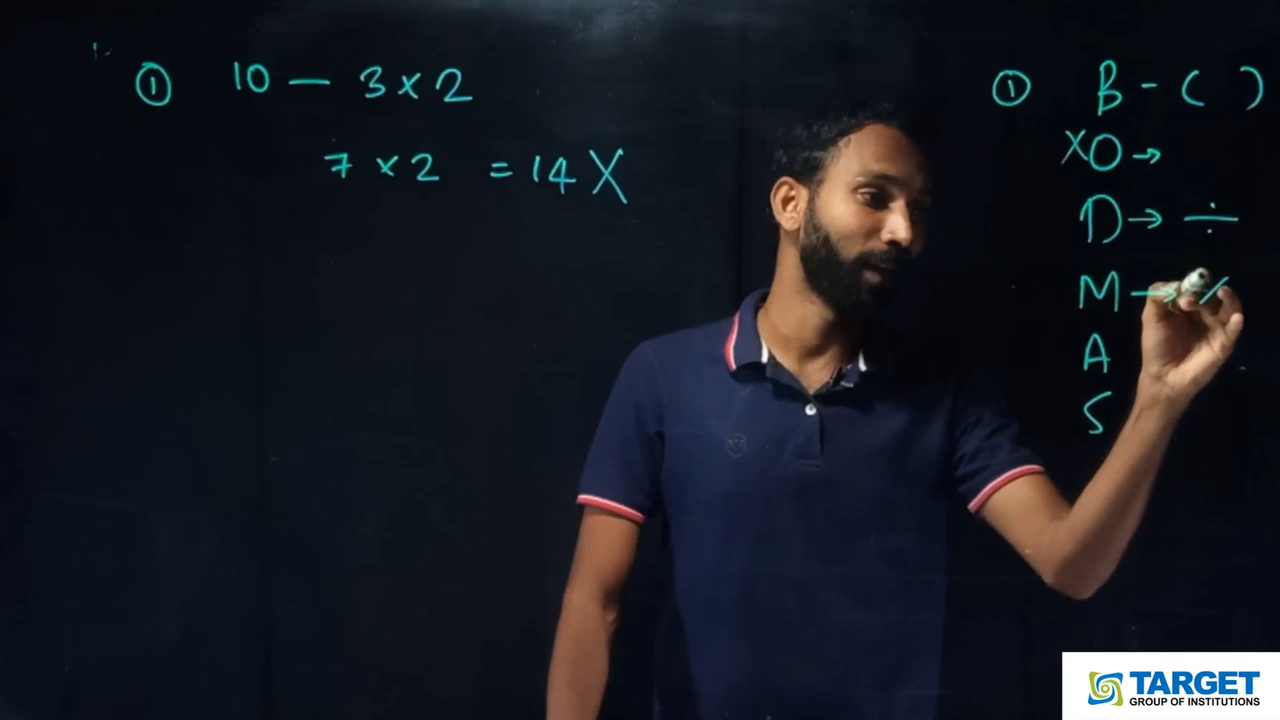 ① 10 — 3 × 2
7 × 2 = 14 X
① B - ( )
XO →
D → ÷
M → ×
A
S
TARGET
GROUP OF INSTITUTIONS